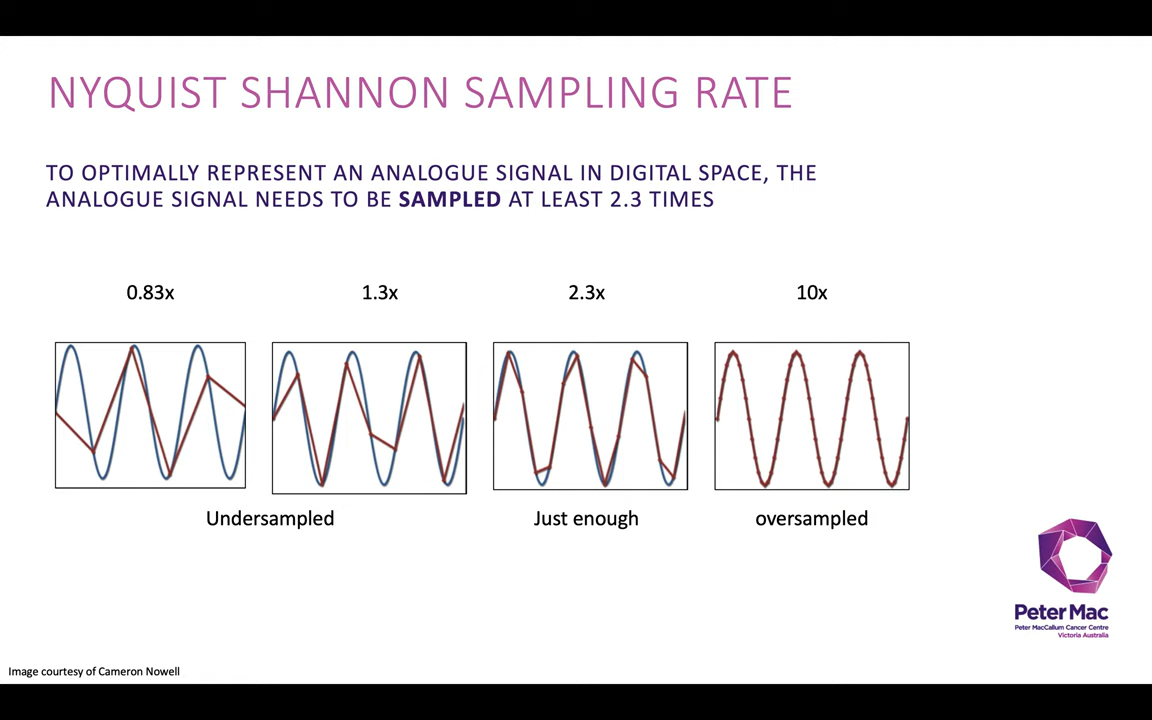 NYQUIST SHANNON SAMPLING RATE
TO OPTIMALLY REPRESENT AN ANALOGUE SIGNAL IN DIGITAL SPACE, THE
ANALOGUE SIGNAL NEEDS TO BE SAMPLED AT LEAST 2.3 TIMES
0.83x
1.3x
2.3x
10x
Undersampled
Just enough
oversampled
Peter Mac
Peter MacCallum Cancer Centre
Victoria Australia
Image courtesy of Cameron Nowell